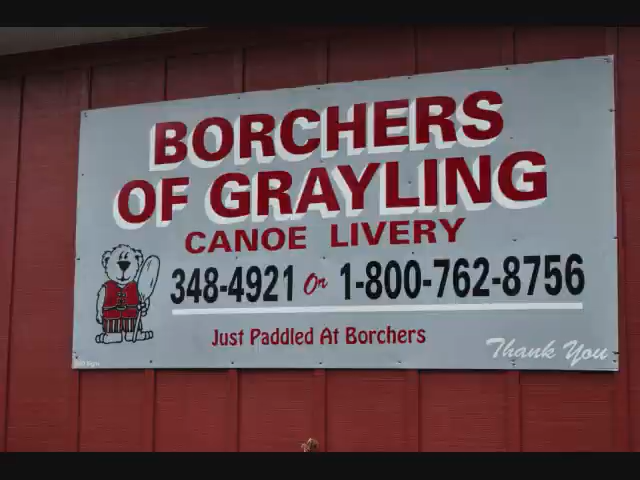 BORCHERS
OF GRAYLING
CANOE LIVERY
348-4921 Or 1-800-762-8756
Just Paddled At Borchers
Thank You